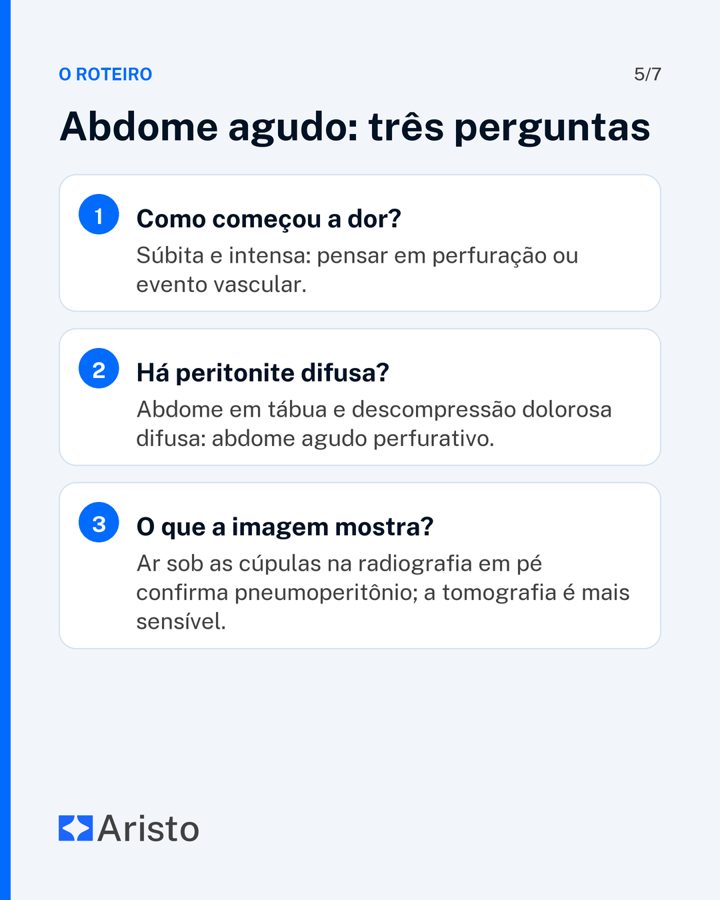 O ROTEIRO
5/7
Abdome agudo: três perguntas
1
Como começou a dor?
Súbita e intensa: pensar em perfuração ou
evento vascular.
2
Há peritonite difusa?
Abdome em tábua e descompressão dolorosa
difusa: abdome agudo perfurativo.
3
O que a imagem mostra?
Ar sob as cúpulas na radiografia em pé
confirma pneumoperitônio; a tomografia é mais
sensível.
Aristo